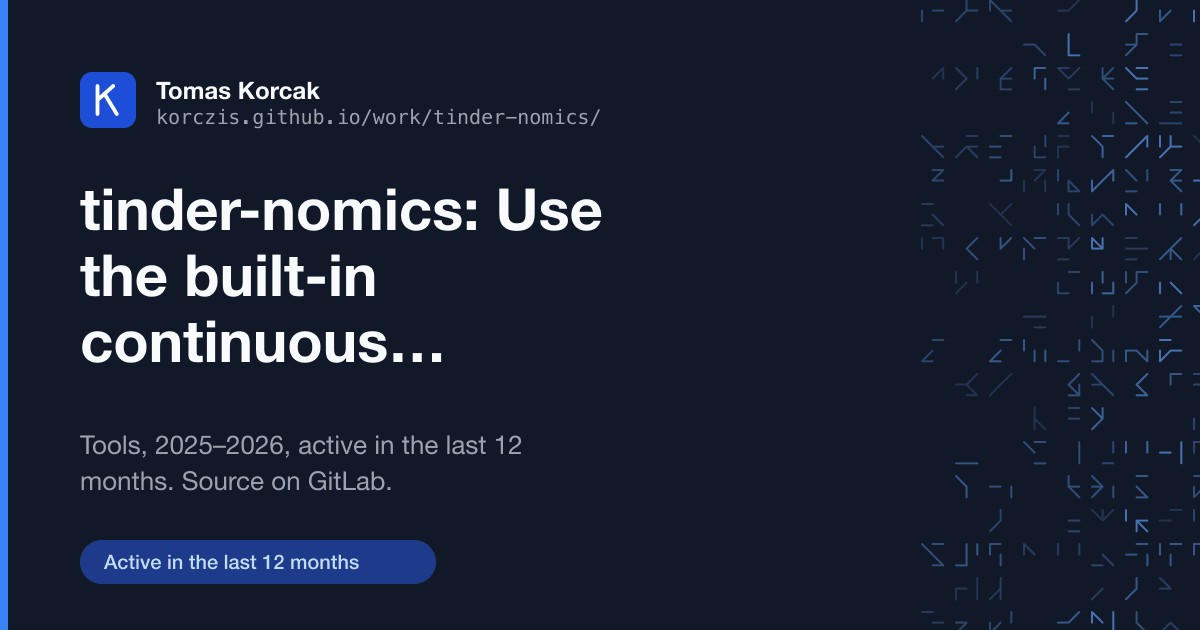 Tomas Korcak
korczis.github.io/work/tinder-nomics/
tinder-nomics: Use
the built-in
continuous…
Tools, 2025–2026, active in the last 12
months. Source on GitLab.
Active in the last 12 months